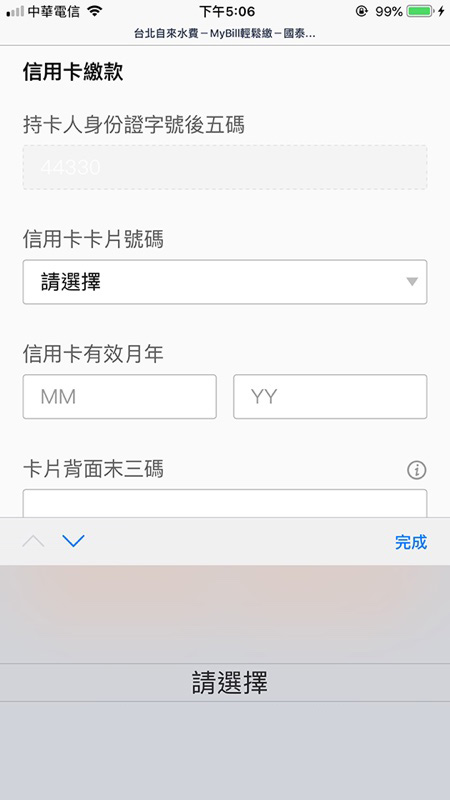 中華電信 下午5:06 99%
台北自來水費－MyBill輕鬆繳－國泰...
信用卡繳款
持卡人身份證字號後五碼
44330
信用卡卡片號碼
請選擇
信用卡有效月年
MM YY
卡片背面末三碼
完成
請選擇